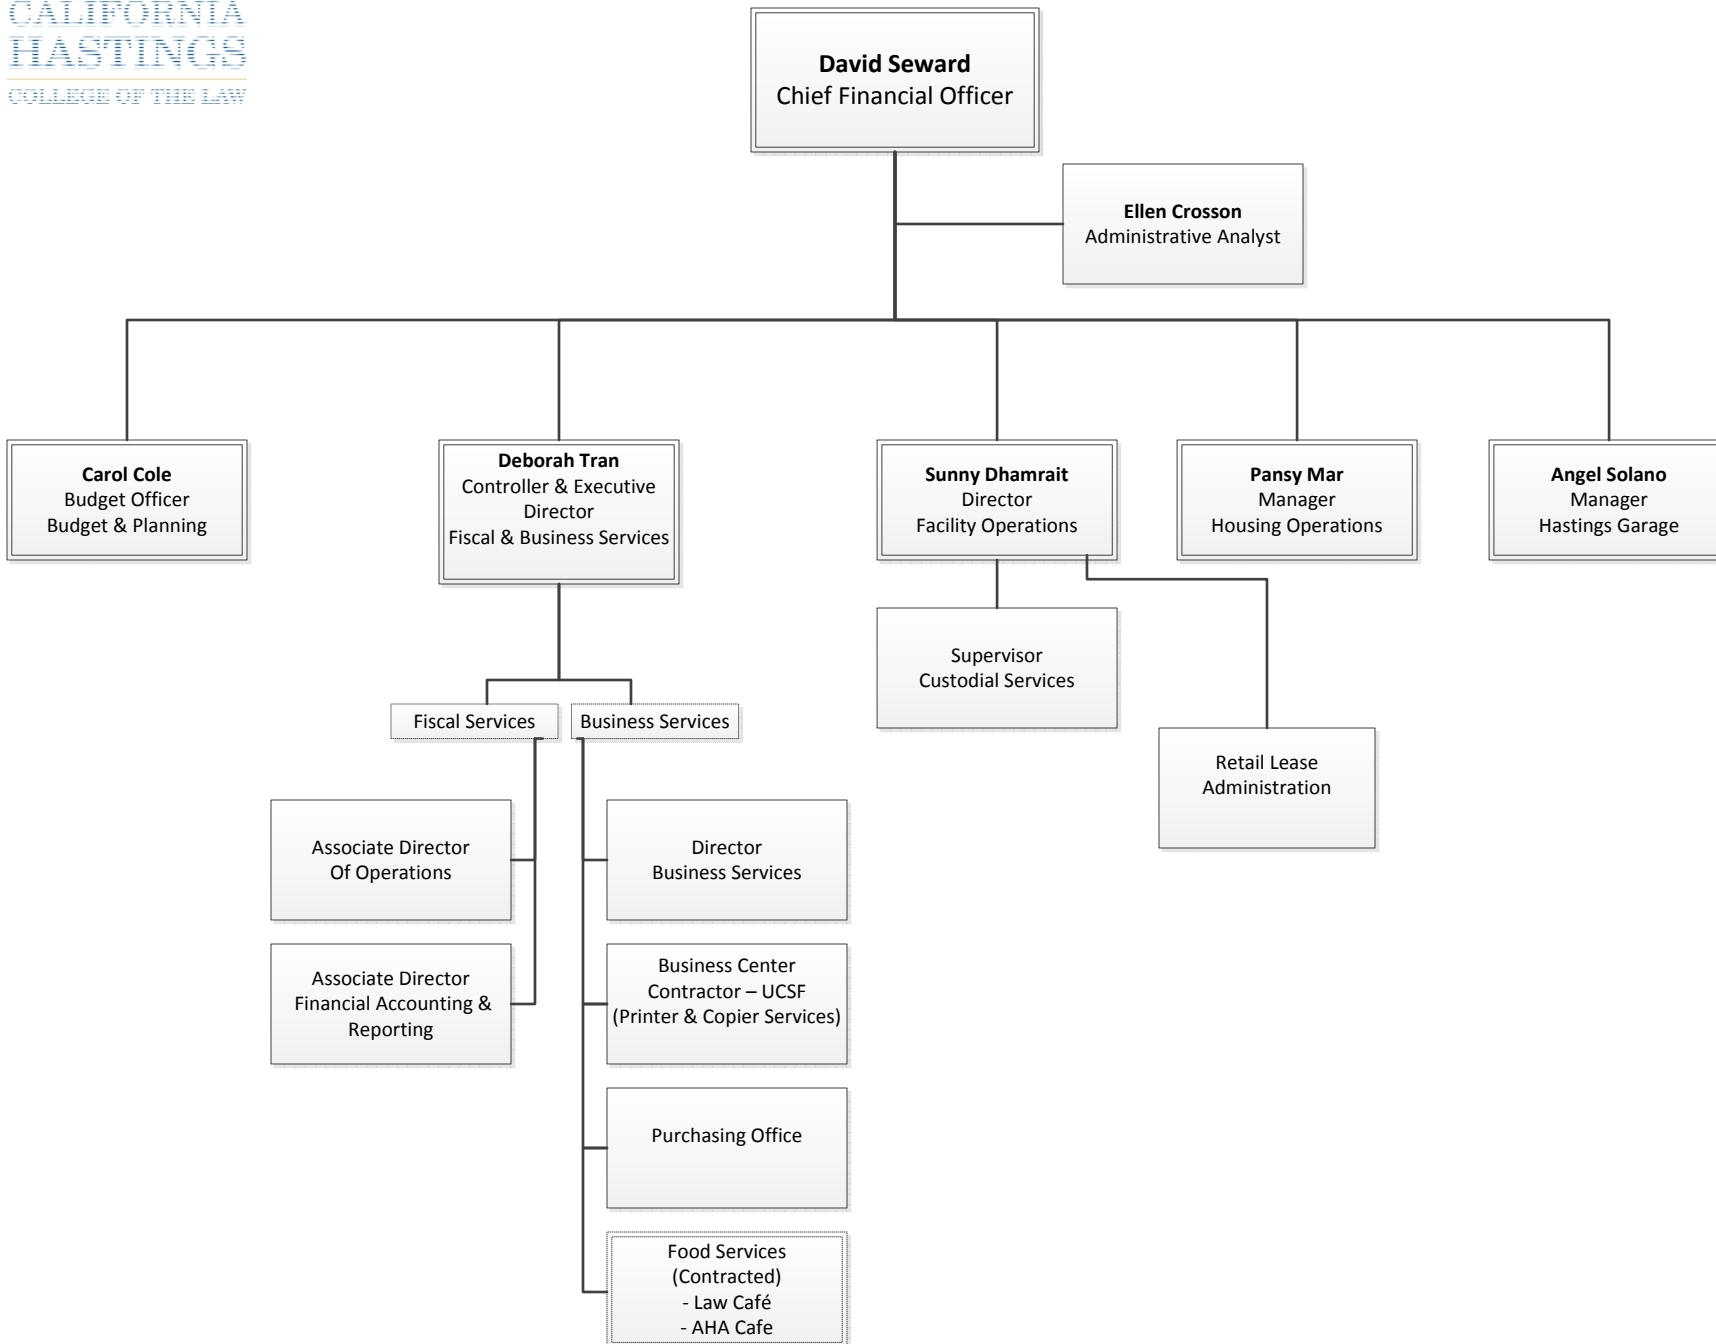 CALIFORNIA
HASTINGS
COLLEGE OF THE LAW
David Seward
Chief Financial Officer
Ellen Crosson
Administrative Analyst
Carol Cole
Budget Officer
Budget & Planning
Deborah Tran
Controller & Executive
Director
Fiscal & Business Services
Sunny Dhamrait
Director
Facility Operations
Pansy Mar
Manager
Housing Operations
Angel Solano
Manager
Hastings Garage
Supervisor
Custodial Services
Retail Lease
Administration
Fiscal Services
Business Services
Associate Director
Of Operations
Associate Director
Financial Accounting &
Reporting
Director
Business Services
Business Center
Contractor – UCSF
(Printer & Copier Services)
Purchasing Office
Food Services
(Contracted)
- Law Café
- AHA Cafe